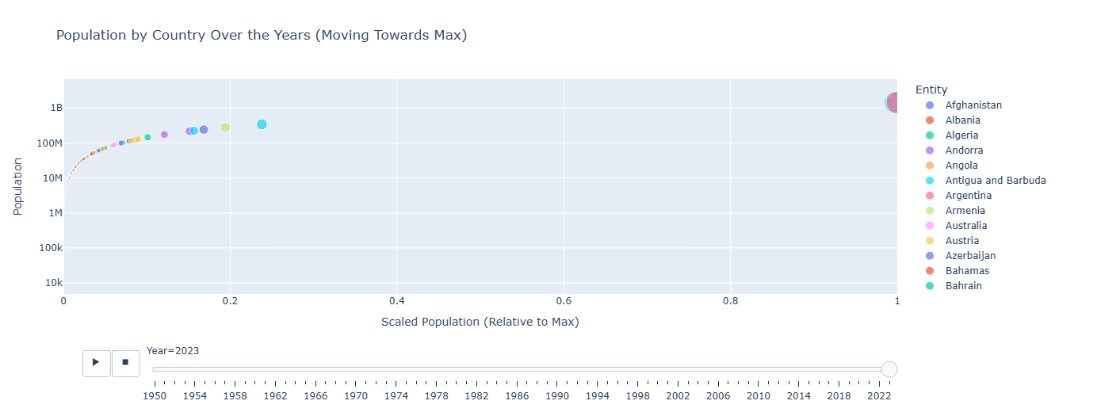 Population by Country Over the Years (Moving Towards Max)
Entity
Afghanistan
Albania
Algeria
Andorra
Angola
Antigua and Barbuda
Argentina
Armenia
Australia
Austria
Azerbaijan
Bahamas
Bahrain
Population
1B
100M
10M
1M
100k
10k
0 0.2 0.4 0.6 0.8 1
Scaled Population (Relative to Max)
Year=2023
1950 1954 1958 1962 1966 1970 1974 1978 1982 1986 1990 1994 1998 2002 2006 2010 2014 2018 2022